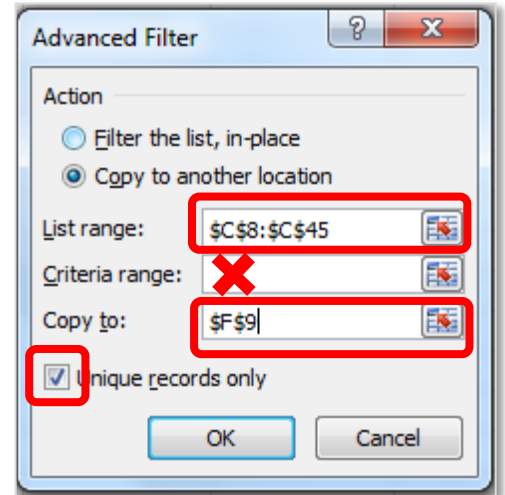 Advanced Filter
Action
Filter the list, in-place
Copy to another location
List range: $C$8:$C$45
Criteria range:
Copy to: $F$9
Unique records only
OK Cancel